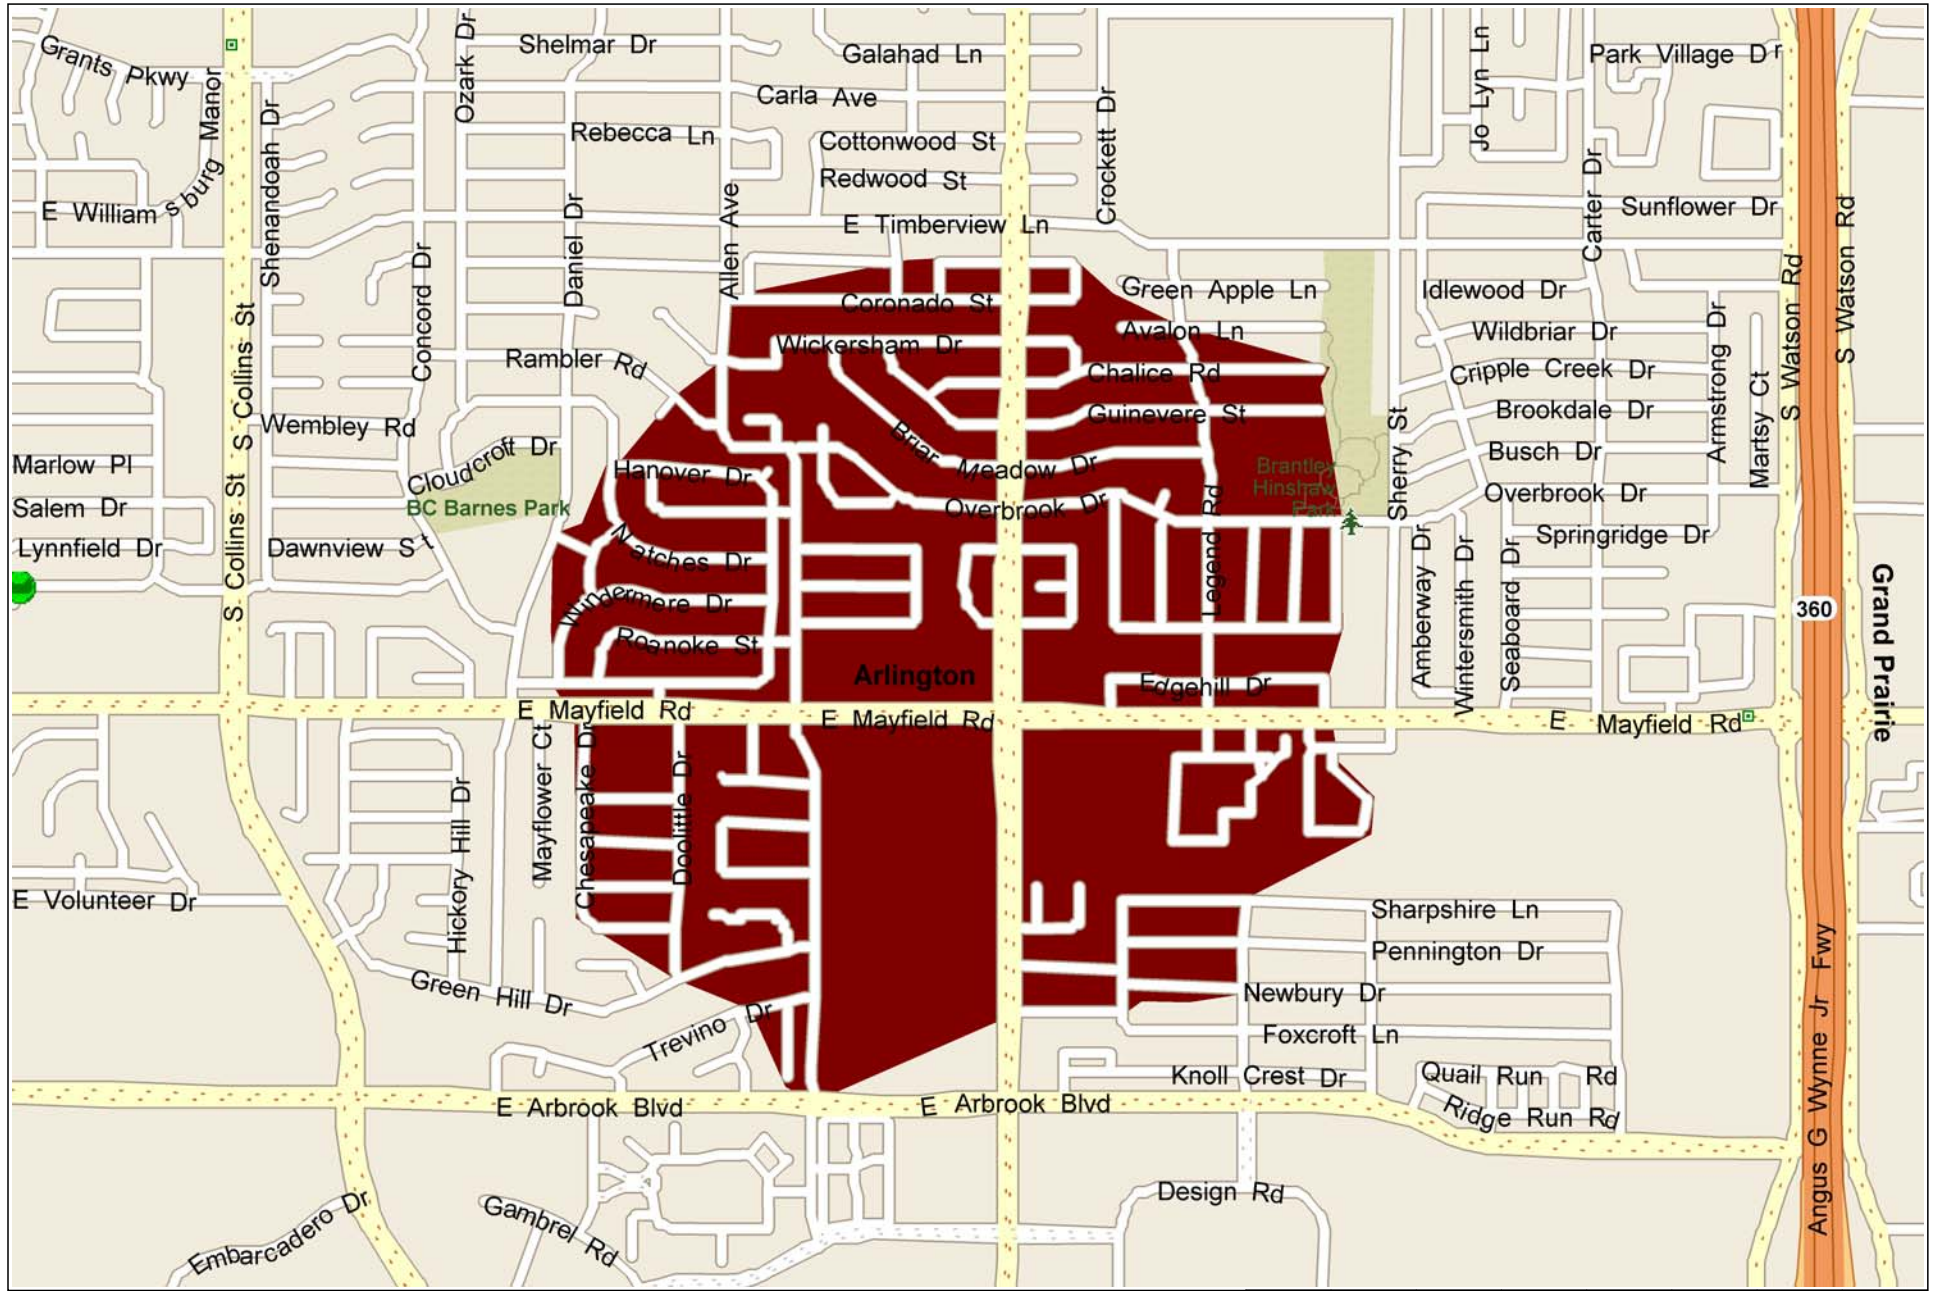 Grants Pkwy
Ozark Dr
Shelmar Dr
Galahad Ln
Jo Lyn Ln
Park Village Dr
Carla Ave
Crockett Dr
Manor
Shenandoah Dr
Rebecca Ln
Cottonwood St
Redwood St
Carter Dr
E Williamsburg
Daniel Dr
Allen Ave
E Timberview Ln
Sunflower Dr
S Watson Rd
S Watson Rd
Concord Dr
Coronado St
Green Apple Ln
Idlewood Dr
Avalon Ln
Wildbriar Dr
Armstrong Dr
S Collins St
Rambler Rd
Wickersham Dr
Chalice Rd
Cripple Creek Dr
Martsy Ct
Wembley Rd
Guinevere St
Sherry St
Brookdale Dr
Cloudcroft Dr
Briar Meadow Dr
Busch Dr
Marlow Pl
Hanover Dr
Brantley
Hinshaw
Park
Overbrook Dr
Salem Dr
BC Barnes Park
Overbrook Dr
Legend Rd
Lynnfield Dr
S Collins St
Dawnview St
Natches Dr
Springridge Dr
S Collins St
Windermere Dr
Amberway Dr
Wintersmith Dr
Seaboard Dr
360
Grand Prairie
Roanoke St
Arlington
Edgehill Dr
E Mayfield Rd
E Mayfield Rd
E Mayfield Rd
Hickory Hill Dr
Mayflower Ct
Chesapeake Dr
Doolittle Dr
E Volunteer Dr
Sharpshire Ln
Pennington Dr
Green Hill Dr
Newbury Dr
Trevino Dr
Foxcroft Ln
Knoll Crest Dr
Quail Run Rd
Ridge Run Rd
E Arbrook Blvd
E Arbrook Blvd
Angus G Wynne Jr Fwy
Design Rd
Embarcadero Dr
Gambrel Rd